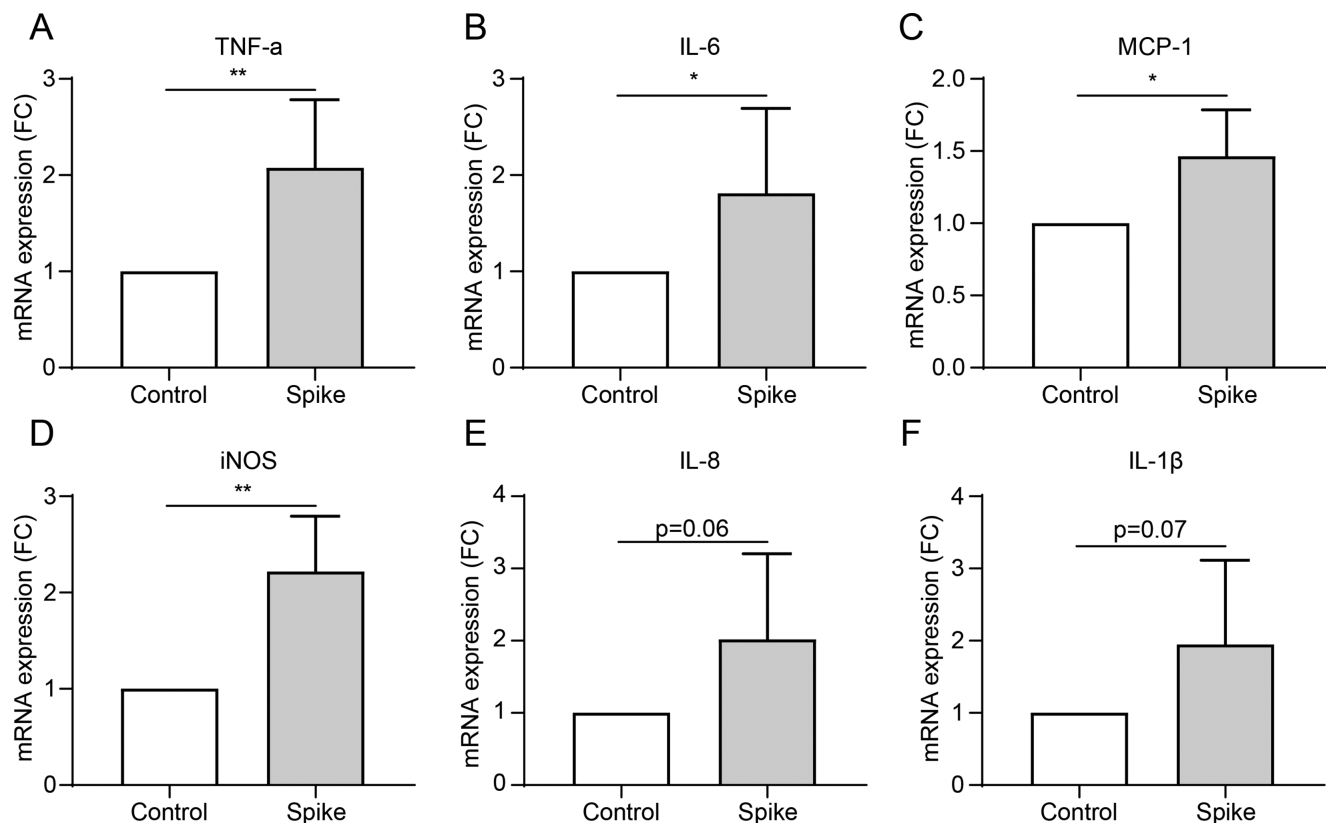 A
TNF-a
**
mRNA expression (FC)
3
2
1
0
Control Spike
B
IL-6
*
mRNA expression (FC)
3
2
1
0
Control Spike
C
MCP-1
*
mRNA expression (FC)
2.0
1.5
1.0
0.5
0.0
Control Spike
D
iNOS
**
mRNA expression (FC)
3
2
1
0
Control Spike
E
IL-8
p=0.06
mRNA expression (FC)
4
3
2
1
0
Control Spike
F
IL-1β
p=0.07
mRNA expression (FC)
4
3
2
1
0
Control Spike